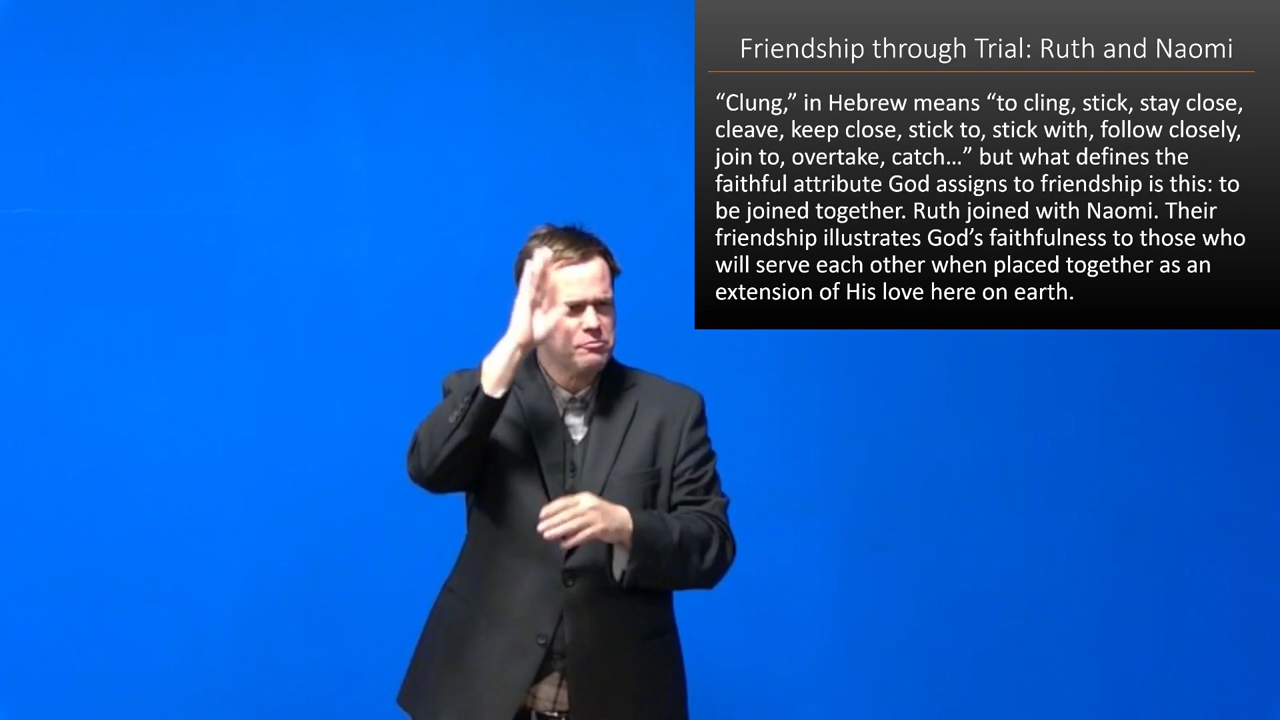 Friendship through Trial: Ruth and Naomi
“Clung,” in Hebrew means “to cling, stick, stay close,
cleave, keep close, stick to, stick with, follow closely,
join to, overtake, catch…” but what defines the
faithful attribute God assigns to friendship is this: to
be joined together. Ruth joined with Naomi. Their
friendship illustrates God’s faithfulness to those who
will serve each other when placed together as an
extension of His love here on earth.